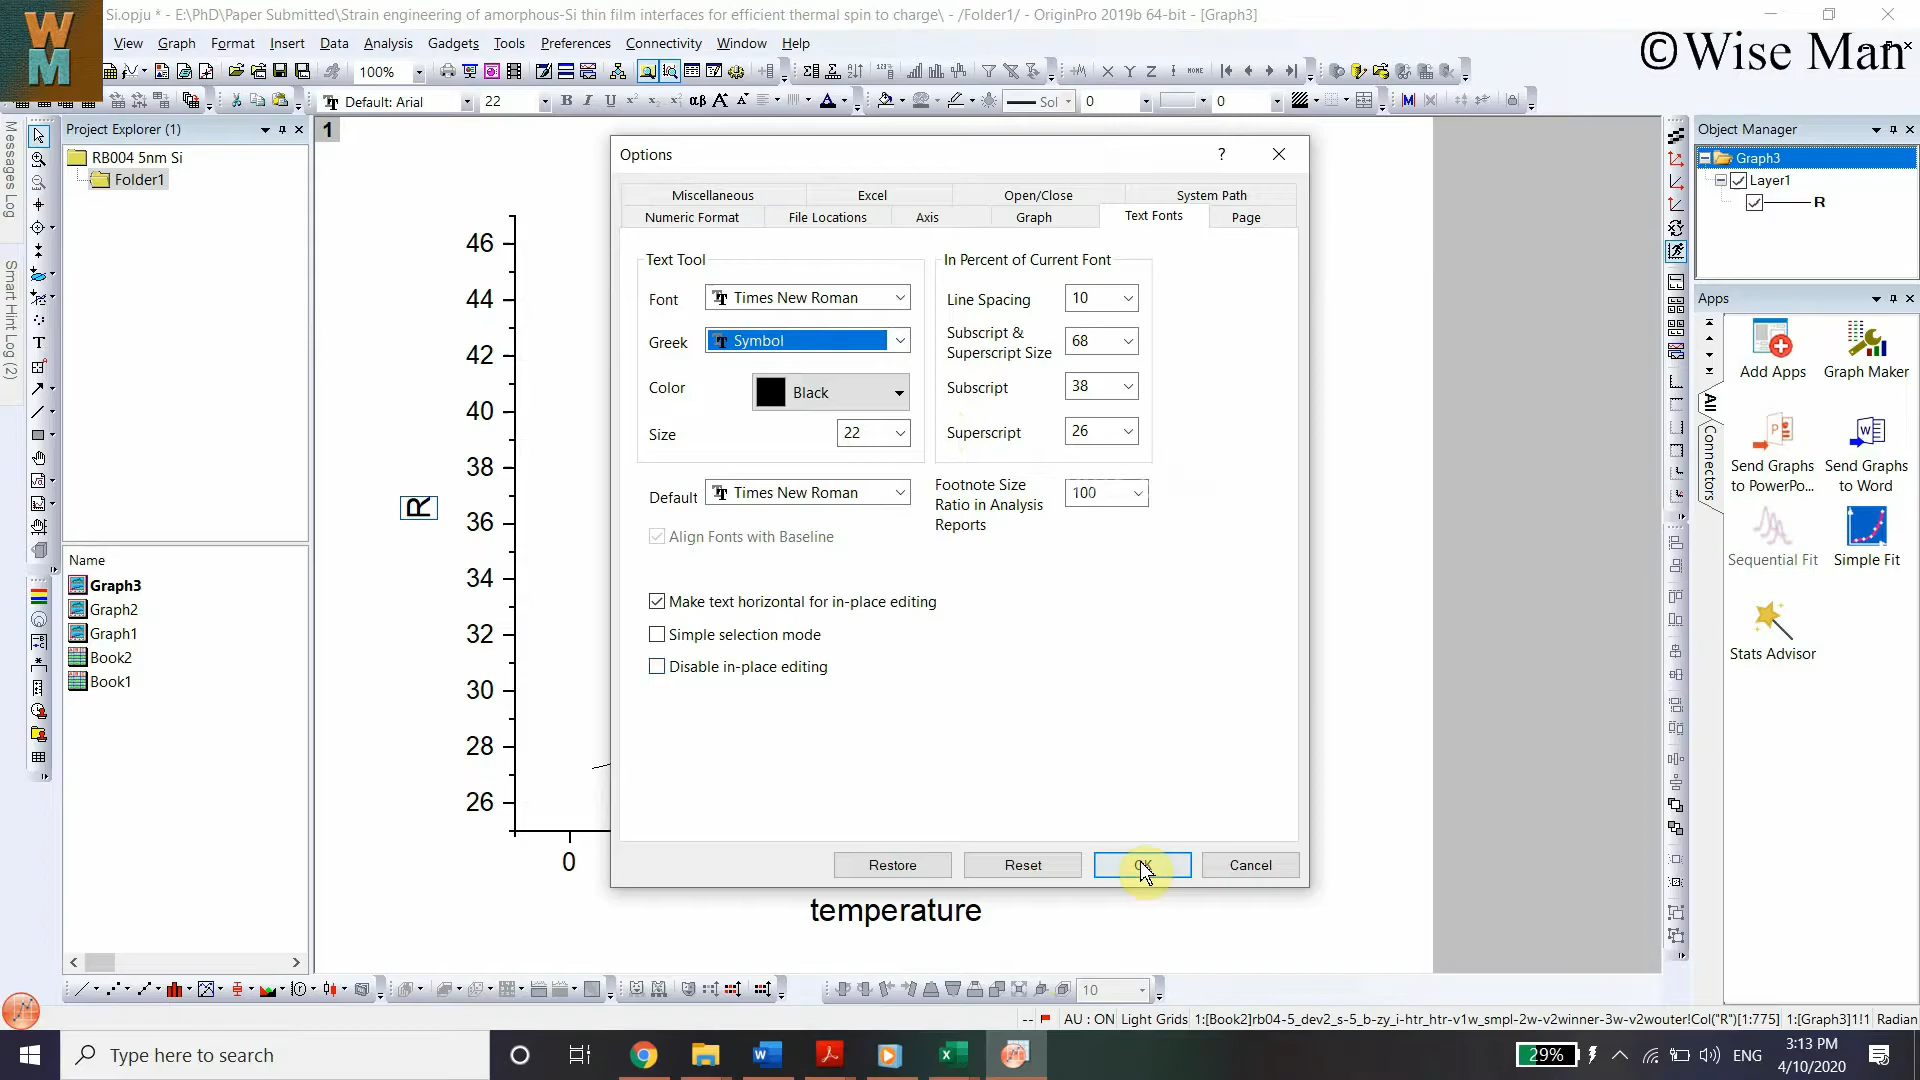 Si.opju * - E:\PhD\Paper Submitted\Strain engineering of amorphous-Si thin film interfaces for efficient thermal spin to charge\ - /Folder1/ - OriginPro 2019b 64-bit - [Graph3]
WM
©Wise Man
View Graph Format Insert Data Analysis Gadgets Tools Preferences Connectivity Window Help
100%
Default: Arial 22 B I U αβ A A A Sol 0 0
Messages Log
Smart Hint Log (2)
Project Explorer (1)
RB004 5nm Si
Folder1
Name
Graph3
Graph2
Graph1
Book2
Book1
1
46
44
42
40
38
36
34
32
30
28
26
R
0
temperature
Options
Miscellaneous Excel Open/Close System Path
Numeric Format File Locations Axis Graph Text Fonts Page
Text Tool
Font Times New Roman
Greek Symbol
Color Black
Size 22
Default Times New Roman
Align Fonts with Baseline
In Percent of Current Font
Line Spacing 10
Subscript &
Superscript Size 68
Subscript 38
Superscript 26
Footnote Size
Ratio in Analysis
Reports 100
Make text horizontal for in-place editing
Simple selection mode
Disable in-place editing
Restore Reset OK Cancel
Object Manager
Graph3
Layer1
R
Apps
All
Connectors
Add Apps Graph Maker
Send Graphs
to PowerPo...
Send Graphs
to Word
Sequential Fit Simple Fit
Stats Advisor
10
-- AU : ON Light Grids 1:[Book2]rb04-5_dev2_s-5_b-zy_i-htr_htr-v1w_smpl-2w-v2winner-3w-v2wouter!Col("R")[1:775] 1:[Graph3]1!1 Radian
Type here to search
29%
ENG
3:13 PM
4/10/2020